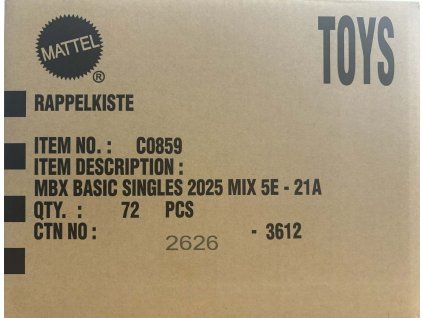 MATTEL
®
TOYS
RAPPELKISTE
ITEM NO. : C0859
ITEM DESCRIPTION :
MBX BASIC SINGLES 2025 MIX 5E - 21A
QTY. : 72 PCS
CTN NO : 2626 - 3612